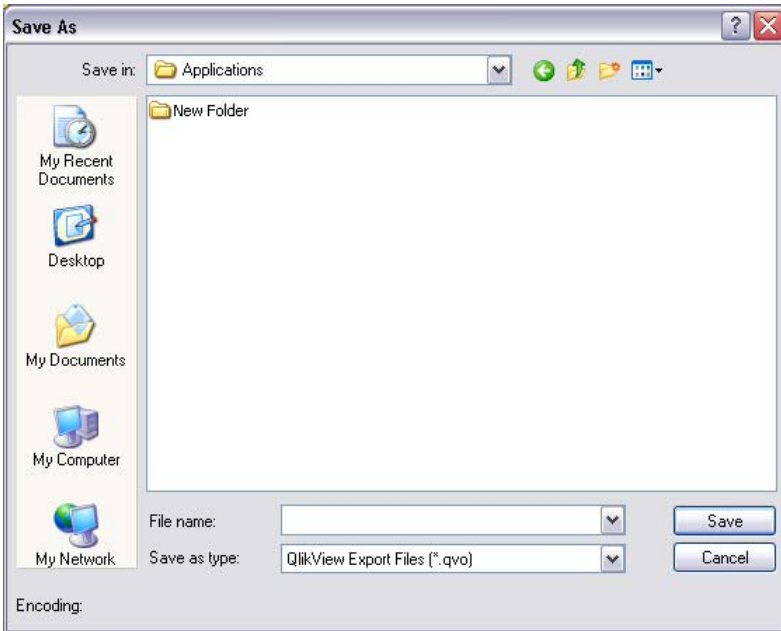 Save As
Save in:
Applications
New Folder
My Recent
Documents
Desktop
My Documents
My Computer
My Network
File name:
Save
Save as type:
QlikView Export Files (*.qvo)
Cancel
Encoding: